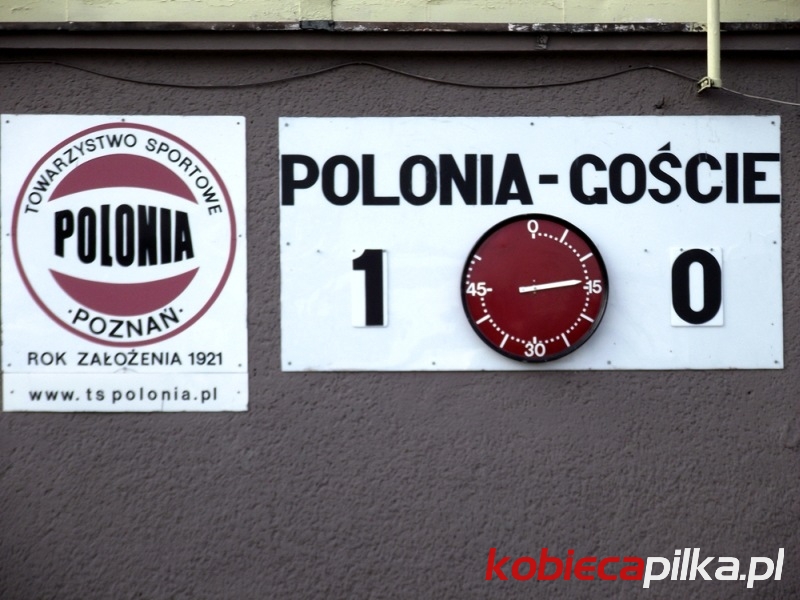 TOWARZYSTWO SPORTOWE
POLONIA
·POZNAŃ·
ROK ZAŁOŻENIA 1921
www.tspolonia.pl
POLONIA-GOŚCIE
1
0
0
15
30
45
kobiecapilka.pl